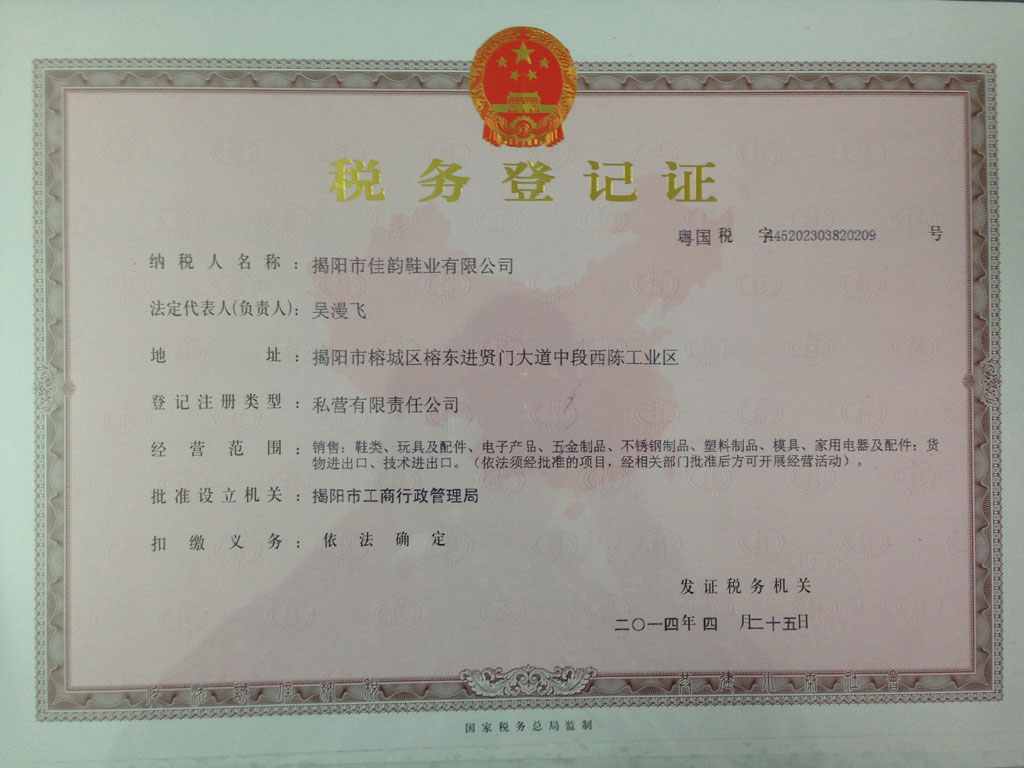 税务登记证
粤国税 字445202303820209 号
纳税人名称：揭阳市佳韵鞋业有限公司
法定代表人(负责人)：吴漫飞
地址：揭阳市榕城区榕东进贤门大道中段西陈工业区
登记注册类型：私营有限责任公司
经营范围：销售：鞋类、玩具及配件、电子产品、五金制品、不锈钢制品、塑料制品、模具、家用电器及配件；货
物进出口、技术进出口。（依法须经批准的项目，经相关部门批准后方可开展经营活动）。
批准设立机关：揭阳市工商行政管理局
扣缴义务：依法确定
发证税务机关
二〇一四年四 月二十五日
国家税务总局监制